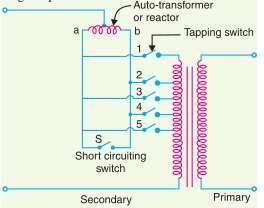 Auto-transformer
or reactor
a
b
Tapping switch
1
2
3
4
5
S
Short circuiting
switch
Secondary
Primary